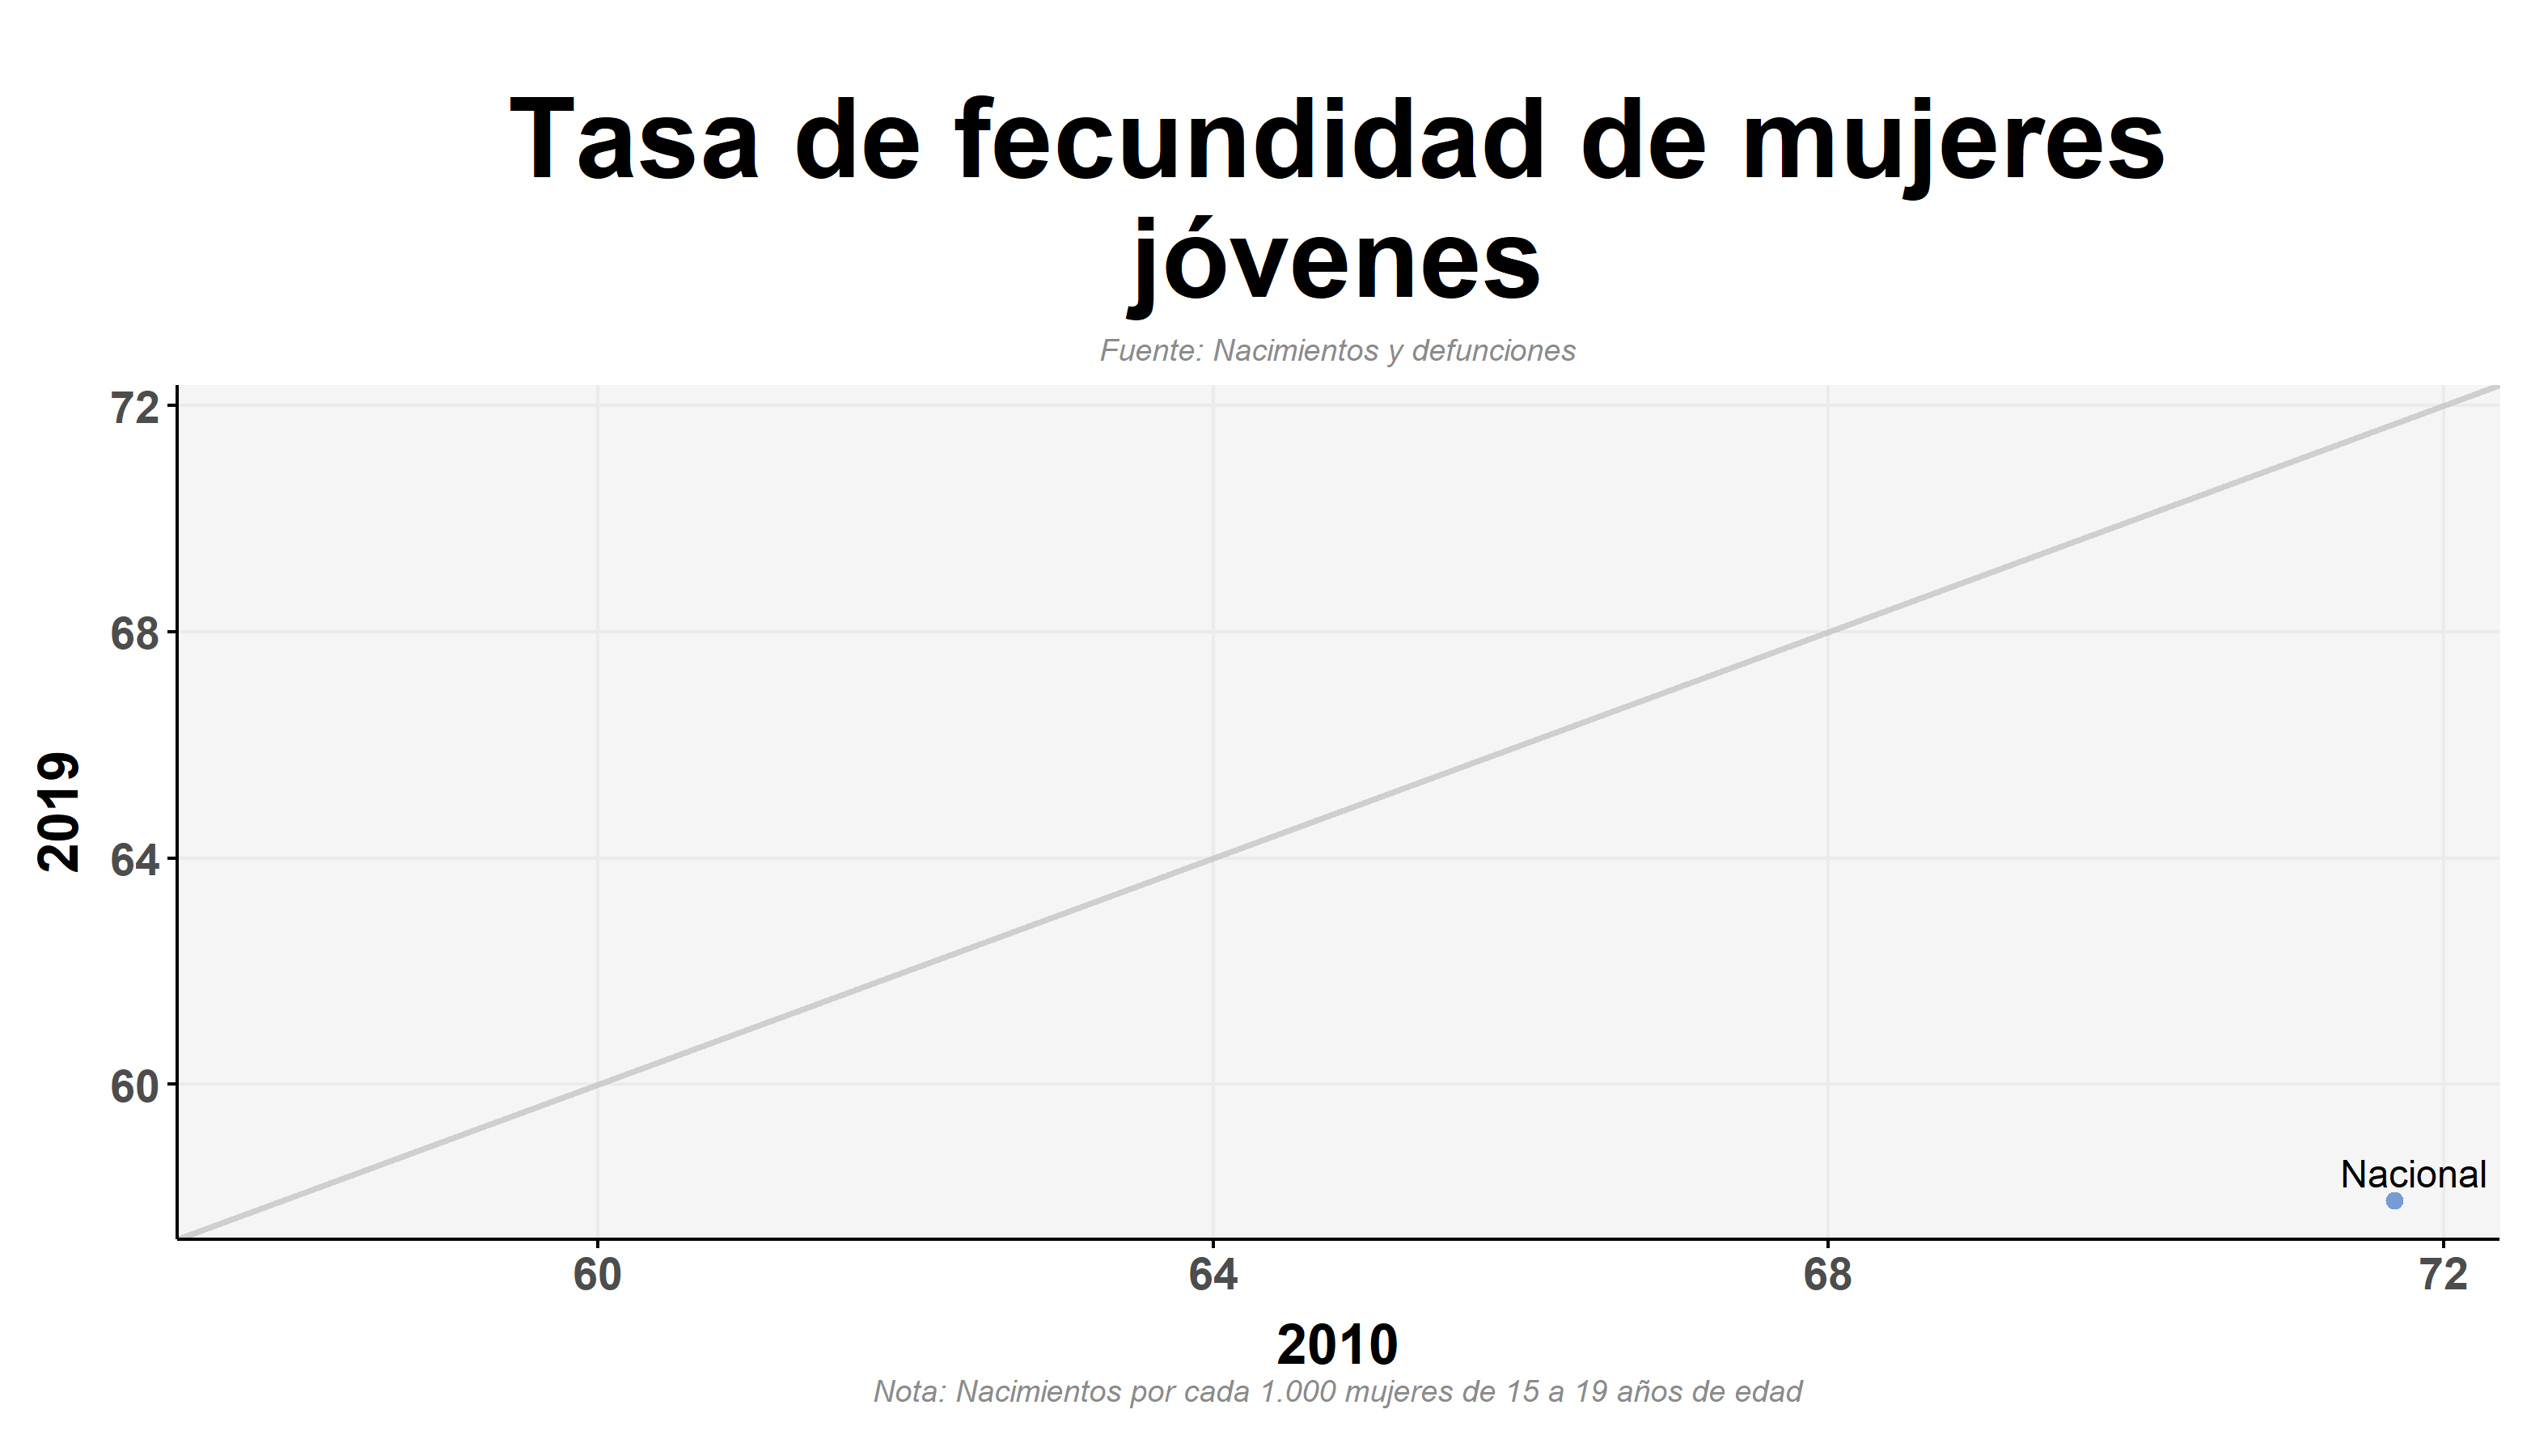 Tasa de fecundidad de mujeres
jóvenes
Fuente: Nacimientos y defunciones
72
68
64
60
2019
Nacional
60
64
68
72
2010
Nota: Nacimientos por cada 1.000 mujeres de 15 a 19 años de edad